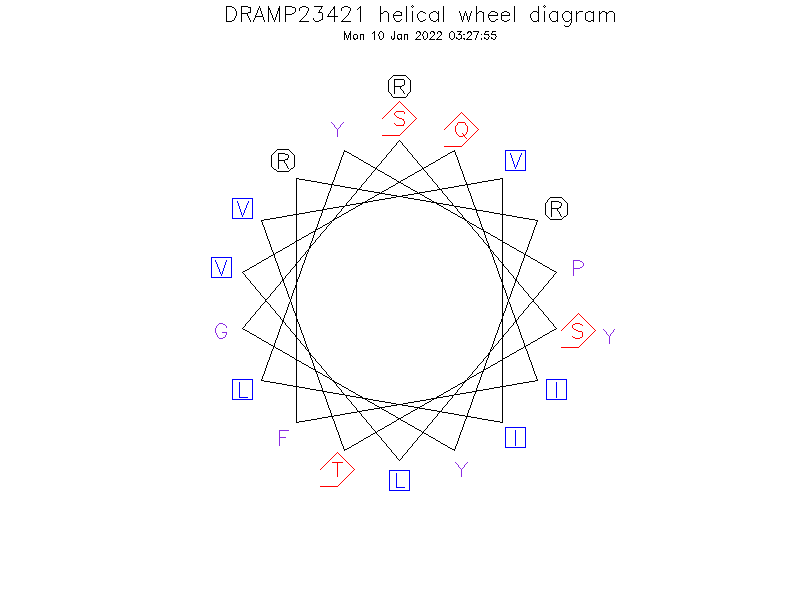 DRAMP23421 helical wheel diagram
Mon 10 Jan 2022 03:27:55
R
Y S Q
R V
V R
V P
G S Y
L I
F I
T L Y